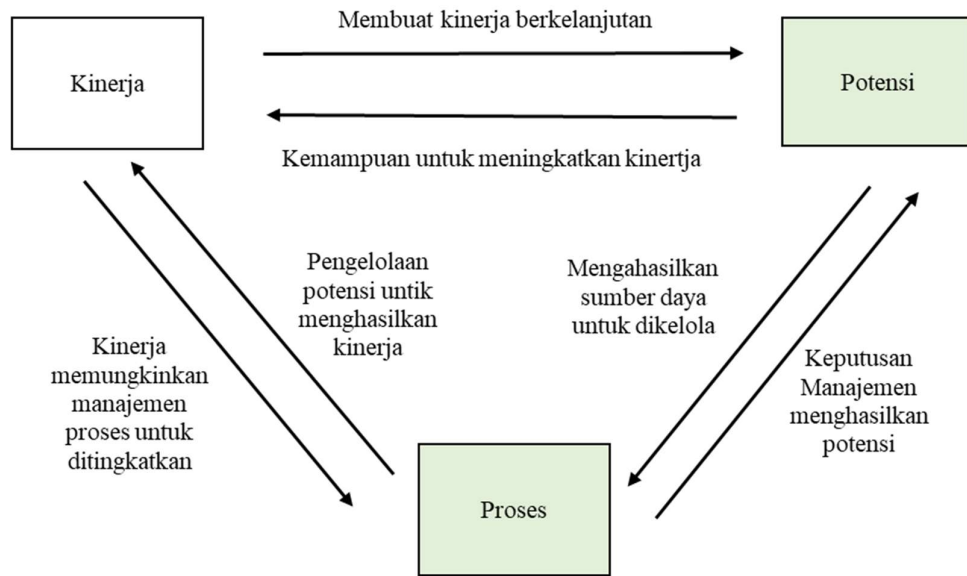 Membuat kinerja berkelanjutan
Kinerja
Potensi
Kemampuan untuk meningkatkan kinertja
Pengelolaan
potensi untik
menghasilkan
kinerja
Mengahasilkan
sumber daya
untuk dikelola
Kinerja
memungkinkan
manajemen
proses untuk
ditingkatkan
Keputusan
Manajemen
menghasilkan
potensi
Proses